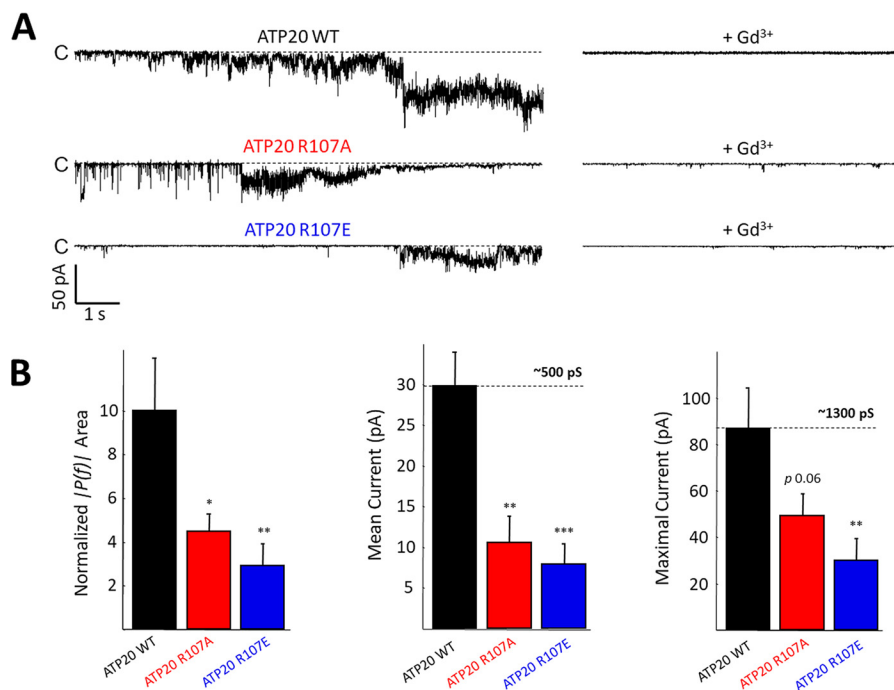 A
ATP20 WT
+ Gd³⁺
C
ATP20 R107A
+ Gd³⁺
C
ATP20 R107E
+ Gd³⁺
C
50 pA
1 s
B
Normalized |P(f)| Area
10
8
6
4
2
*
**
ATP20 WT
ATP20 R107A
ATP20 R107E
Mean Current (pA)
30
25
20
15
10
5
~500 pS
**
***
ATP20 WT
ATP20 R107A
ATP20 R107E
Maximal Current (pA)
100
80
60
40
20
~1300 pS
p 0.06
**
ATP20 WT
ATP20 R107A
ATP20 R107E